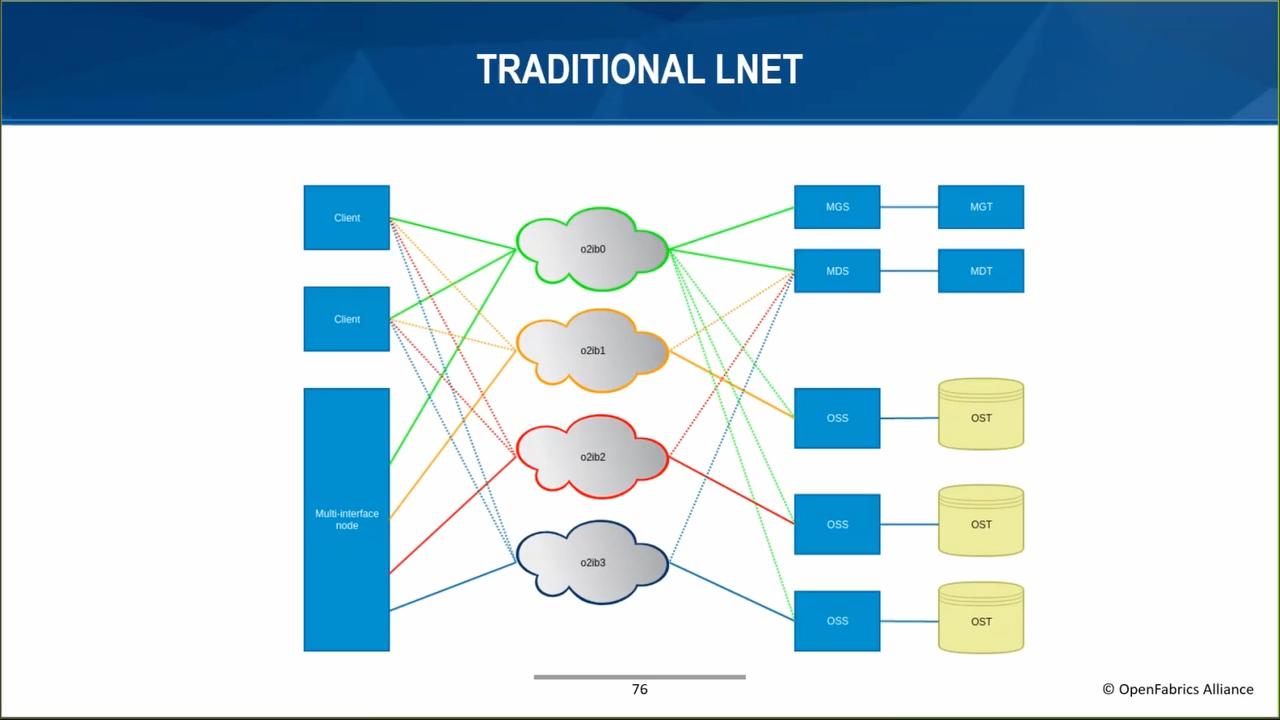 TRADITIONAL LNET
Client
Client
Multi-interface
node
o2ib0
o2ib1
o2ib2
o2ib3
MGS
MGT
MDS
MDT
OSS
OST
OSS
OST
OSS
OST
76
© OpenFabrics Alliance